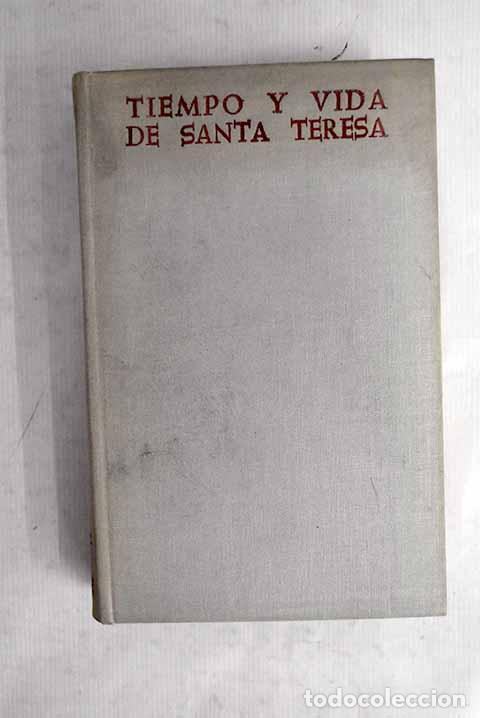 TIEMPO Y VIDA
DE SANTA TERESA
todocoleccion